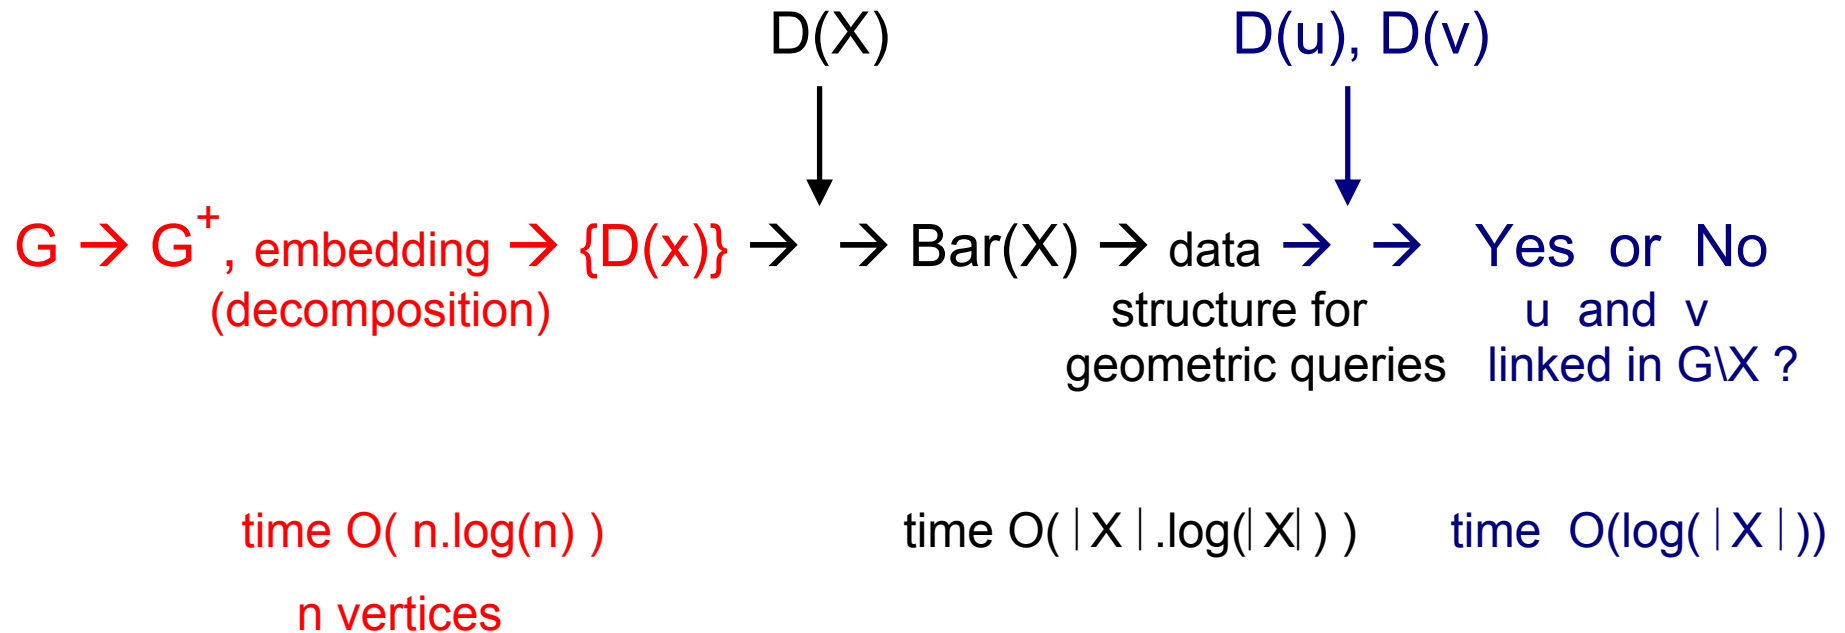 D(X) D(u), D(v)
G → G⁺, embedding → {D(x)} → → Bar(X) → data → → Yes or No
(decomposition) structure for u and v
geometric queries linked in G\X ?
time O( n.log(n) ) time O( |X| .log(|X|) ) time O(log( |X| ))
n vertices